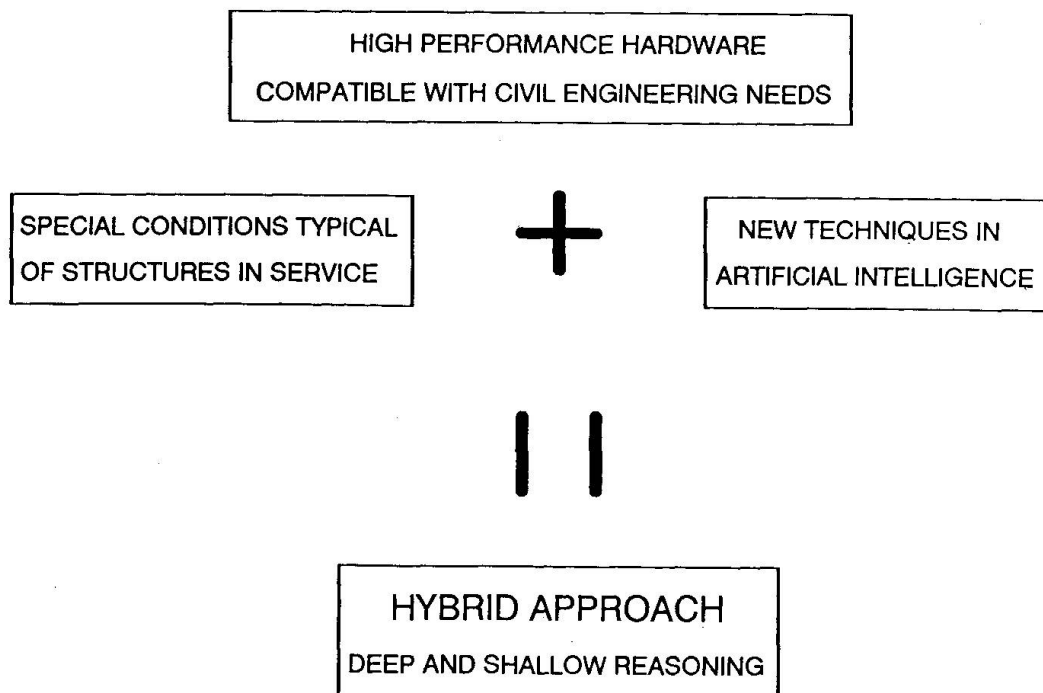 HIGH PERFORMANCE HARDWARE
COMPATIBLE WITH CIVIL ENGINEERING NEEDS
SPECIAL CONDITIONS TYPICAL
OF STRUCTURES IN SERVICE
+
NEW TECHNIQUES IN
ARTIFICIAL INTELLIGENCE
HYBRID APPROACH
DEEP AND SHALLOW REASONING